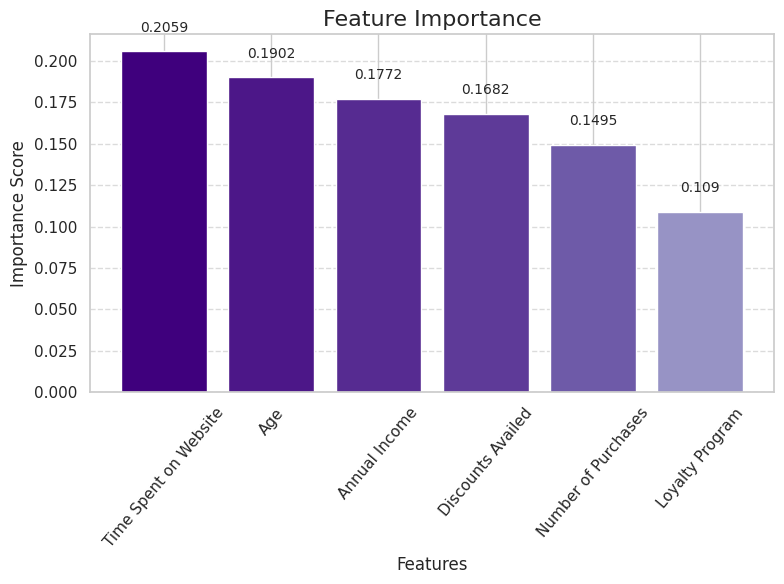 Feature Importance
0.2059
0.1902
0.1772
0.1682
0.1495
0.109
0.200
0.175
0.150
0.125
0.100
0.075
0.050
0.025
0.000
Importance Score
Time Spent on Website
Age
Annual Income
Discounts Availed
Number of Purchases
Loyalty Program
Features